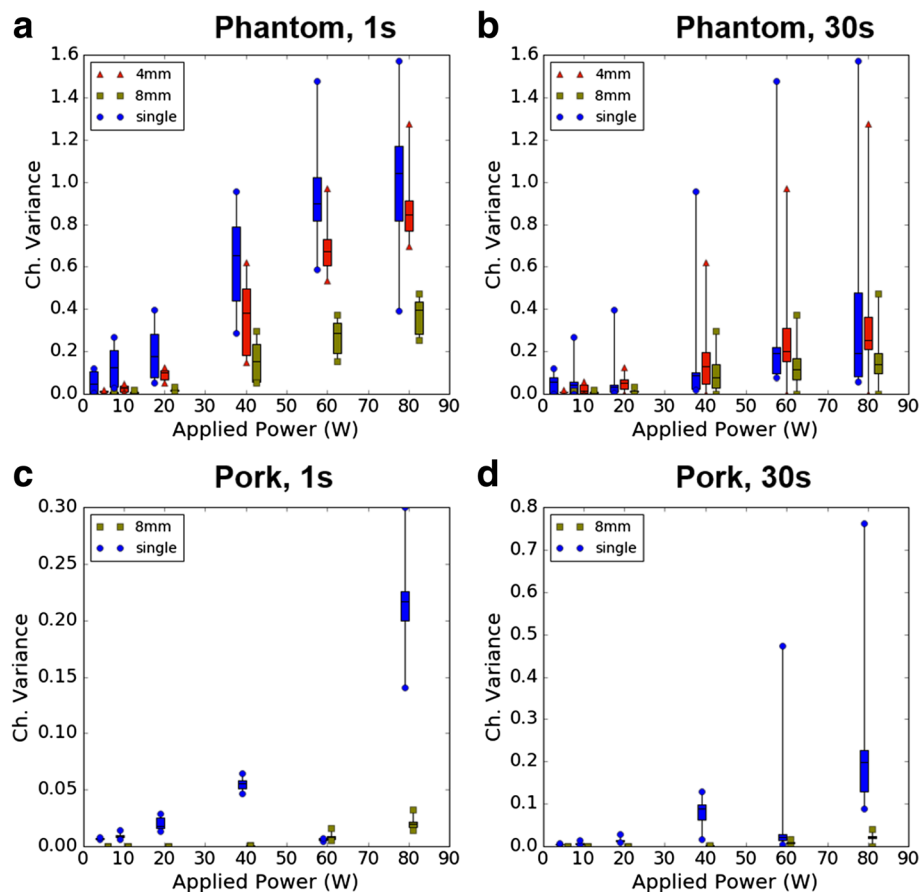 a Phantom, 1s
1.6
1.4
1.2
1.0
0.8
0.6
0.4
0.2
0.0
Ch. Variance
4mm
8mm
single
0 10 20 30 40 50 60 70 80 90
Applied Power (W)
b Phantom, 30s
1.6
1.4
1.2
1.0
0.8
0.6
0.4
0.2
0.0
Ch. Variance
4mm
8mm
single
0 10 20 30 40 50 60 70 80 90
Applied Power (W)
c Pork, 1s
0.30
0.25
0.20
0.15
0.10
0.05
0.00
Ch. Variance
8mm
single
0 10 20 30 40 50 60 70 80 90
Applied Power (W)
d Pork, 30s
0.8
0.7
0.6
0.5
0.4
0.3
0.2
0.1
0.0
Ch. Variance
8mm
single
0 10 20 30 40 50 60 70 80 90
Applied Power (W)